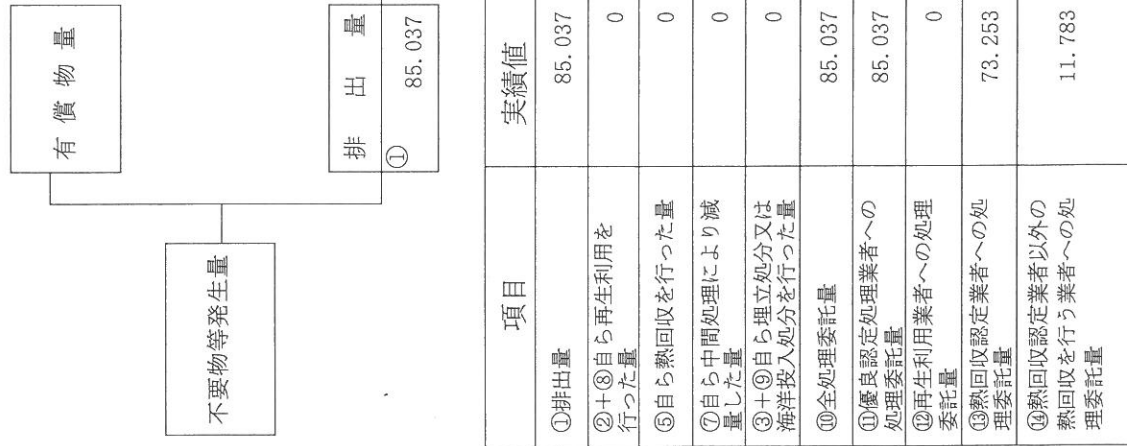 有償物量
不要物等発生量
排出量
①
85.037
項目 実績値
①排出量 85.037
②+⑧自ら再生利用を
行った量 0
⑤自ら熱回収を行った量 0
⑦自ら中間処理により減
量した量 0
③+⑨自ら埋立処分又は
海洋投入処分を行った量 0
⑩全処理委託量 85.037
⑪優良認定処理業者への
処理委託量 85.037
⑫再生利用業者への処理
委託量 0
⑬熱回収認定業者への処
理委託量 73.253
⑭熱回収認定業者以外の
熱回収を行う業者への処
理委託量 11.783